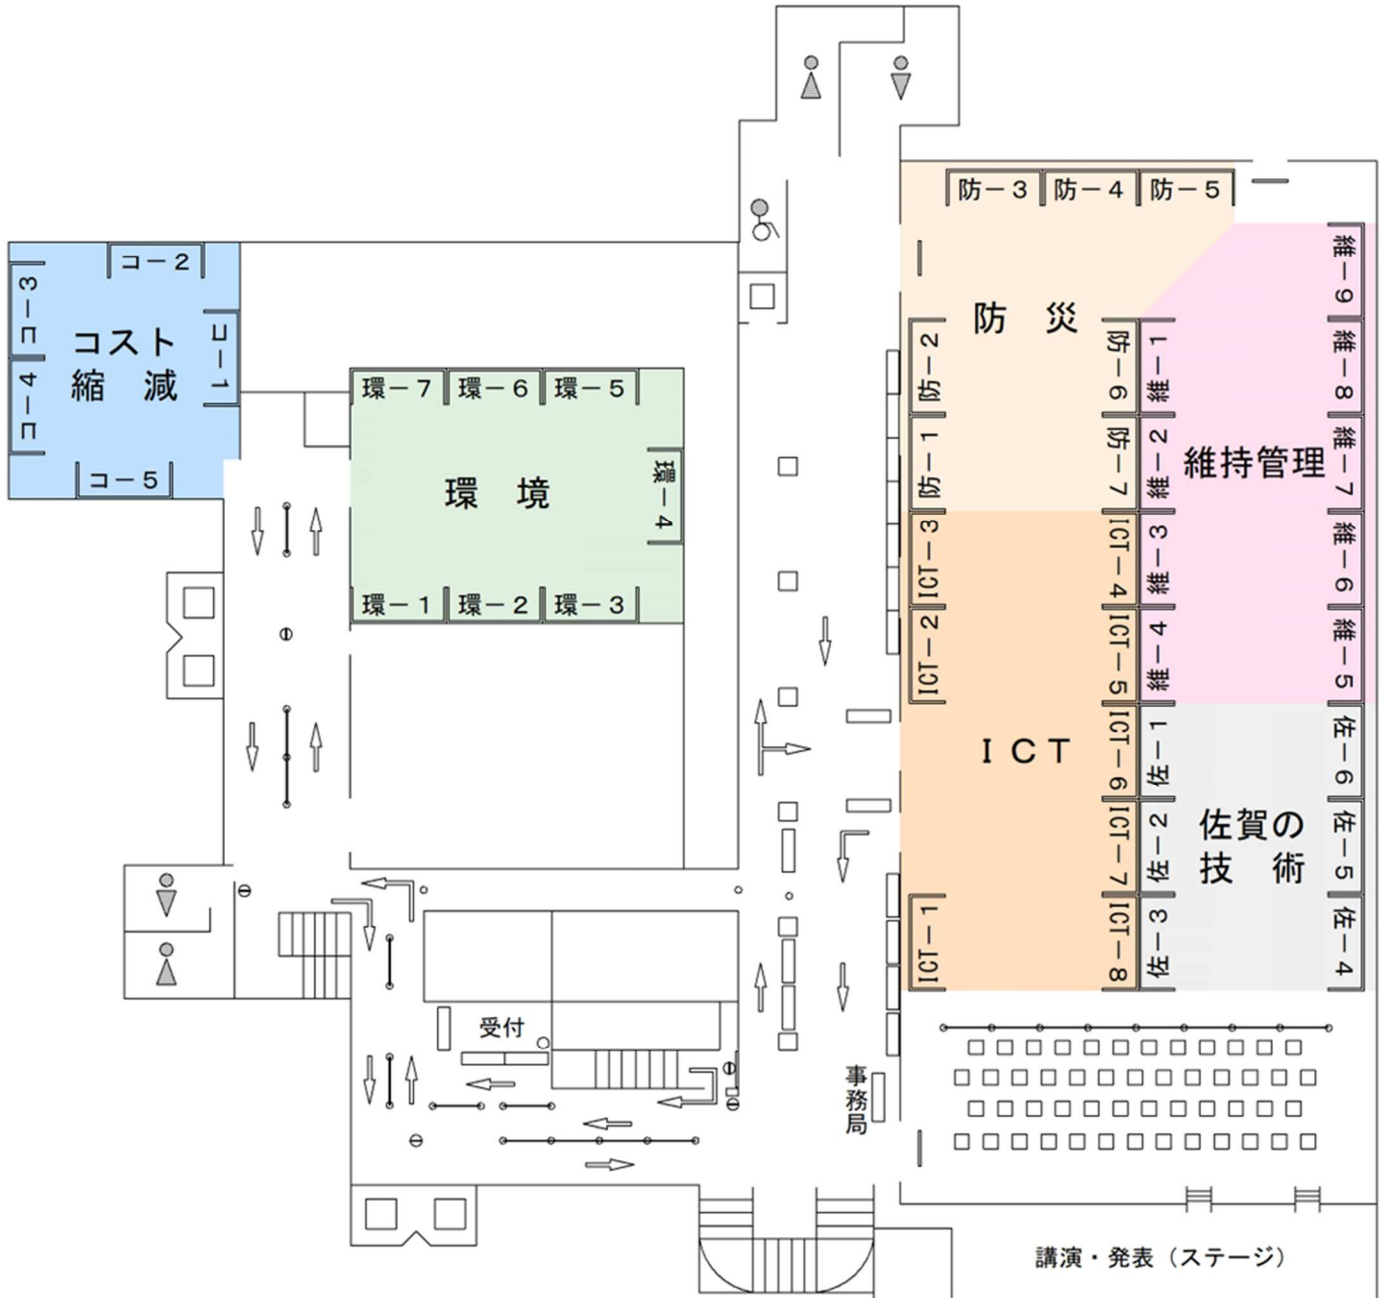 防－3
防－4
防－5
コ－2
コ－3
コ－4
コスト
縮　減
コ－1
コ－5
環－7
環－6
環－5
環　境
環－4
環－1
環－2
環－3
防　災
防－2
防－1
防－6
防－7
維－1
維－2
維－3
維－4
維持管理
維－9
維－8
維－7
維－6
維－5
ICT－3
ICT－2
ICT－1
ＩＣＴ
ICT－4
ICT－5
ICT－6
ICT－7
ICT－8
佐－1
佐－2
佐－3
佐賀の
技　術
佐－6
佐－5
佐－4
受付
事務局
講演・発表（ステージ）